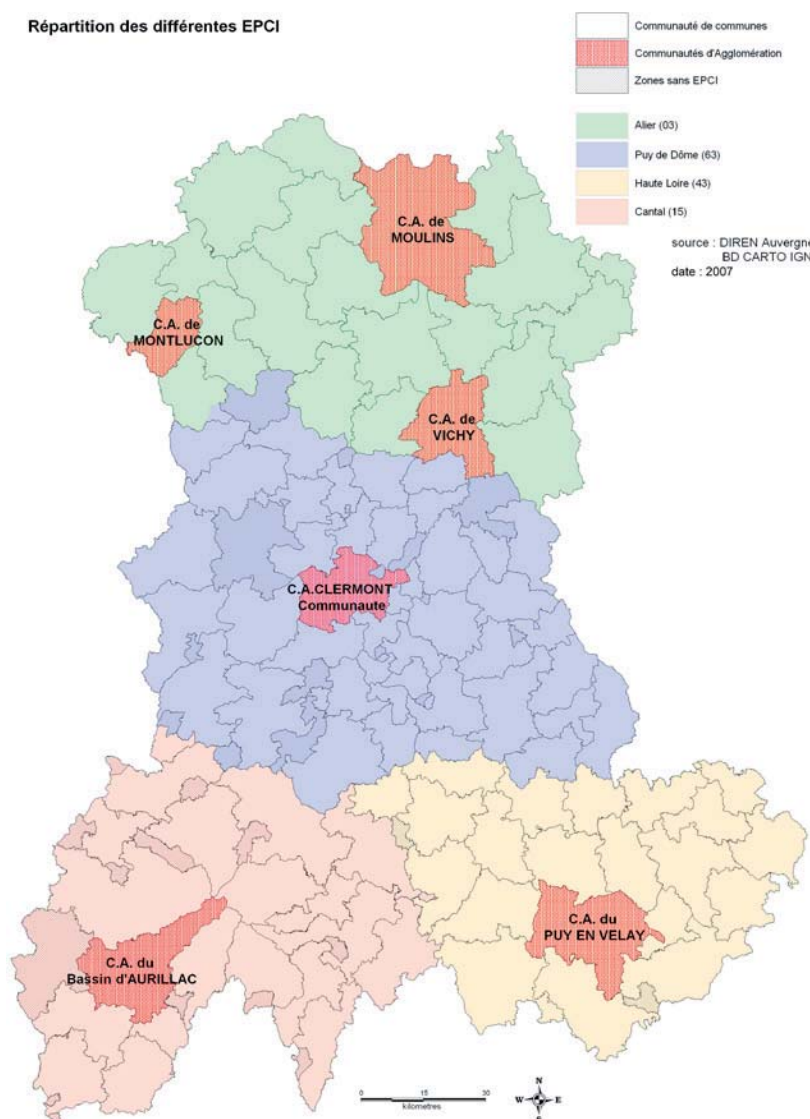 Répartition des différentes EPCI
Communauté de communes
Communautés d'Agglomération
Zones sans EPCI
Alier (03)
Puy de Dôme (63)
Haute Loire (43)
Cantal (15)
source : DIREN Auvergne
BD CARTO IGN
date : 2007
C.A. de
MOULINS
C.A. de
MONTLUCON
C.A. de
VICHY
C.A.CLERMONT
Communaute
C.A. du
PUY EN VELAY
C.A. du
Bassin d'AURILLAC
0 15 30
kilometres
N
W E
S